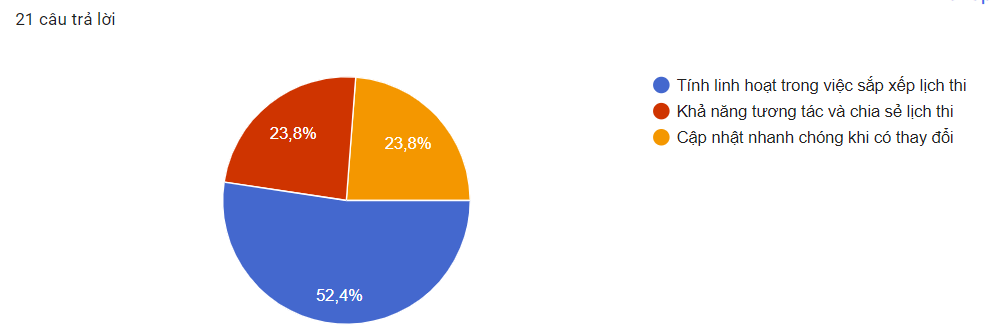 21 câu trả lời
Tính linh hoạt trong việc sắp xếp lịch thi
Khả năng tương tác và chia sẻ lịch thi
Cập nhật nhanh chóng khi có thay đổi
23,8%
23,8%
52,4%